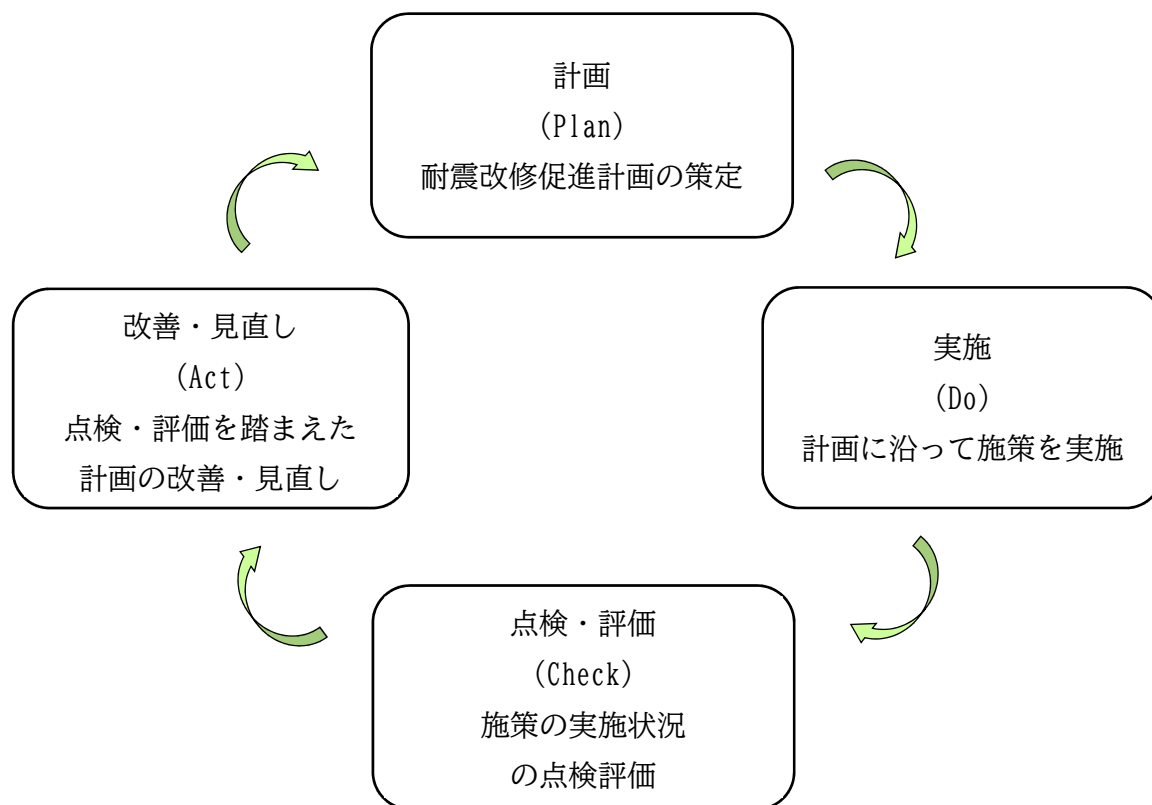 計画
(Plan)
耐震改修促進計画の策定
実施
(Do)
計画に沿って施策を実施
点検・評価
(Check)
施策の実施状況
の点検評価
改善・見直し
(Act)
点検・評価を踏まえた
計画の改善・見直し